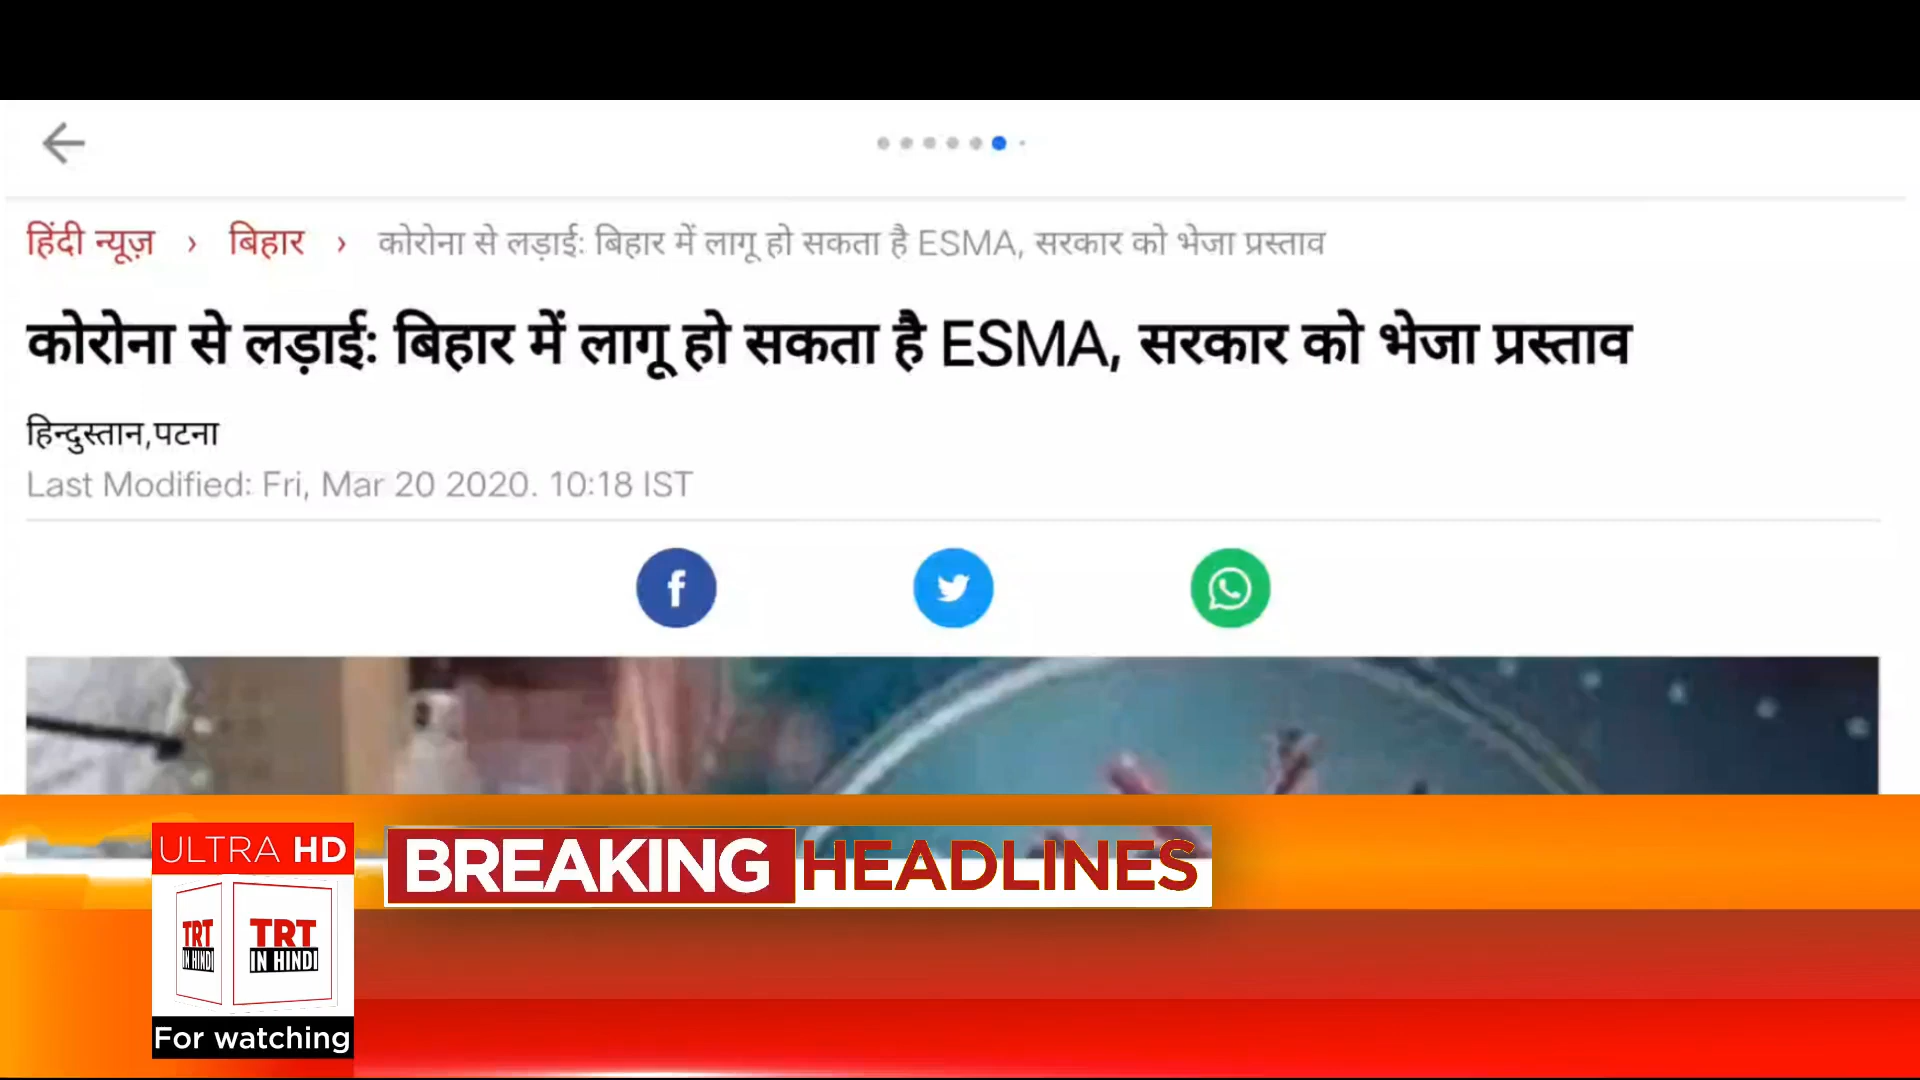 हिंदी न्यूज़ › बिहार › कोरोना से लड़ाई: बिहार में लागू हो सकता है ESMA, सरकार को भेजा प्रस्ताव
कोरोना से लड़ाई: बिहार में लागू हो सकता है ESMA, सरकार को भेजा प्रस्ताव
हिन्दुस्तान,पटना
Last Modified: Fri, Mar 20 2020. 10:18 IST
ULTRA HD
BREAKING HEADLINES
TRT
IN HINDI
TRT
IN HINDI
For watching